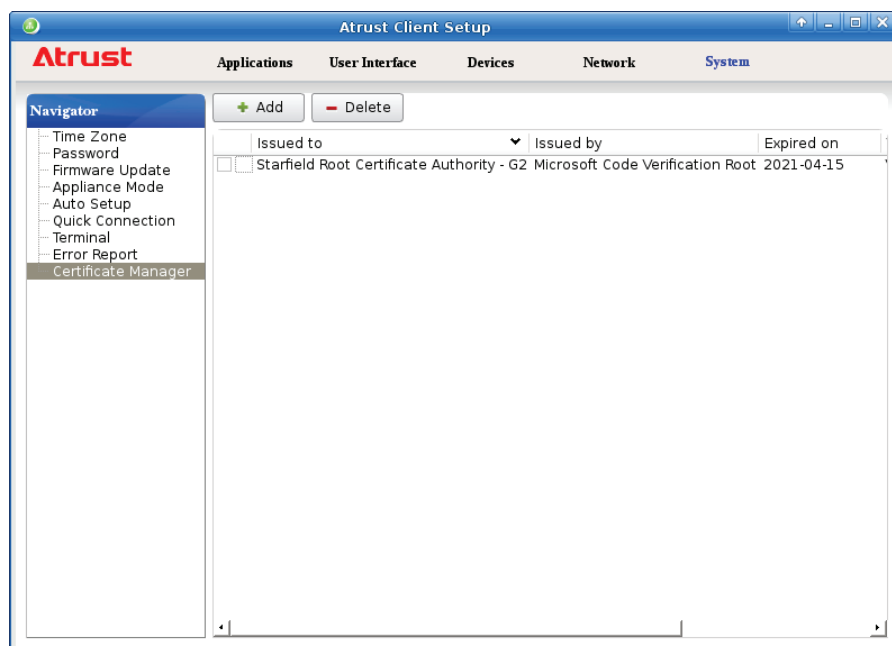 Atrust Client Setup
Atrust
Applications User Interface Devices Network System
Navigator
Time Zone
Password
Firmware Update
Appliance Mode
Auto Setup
Quick Connection
Terminal
Error Report
Certificate Manager
Add Delete
Issued to Issued by Expired on
Starfield Root Certificate Authority - G2 Microsoft Code Verification Root 2021-04-15